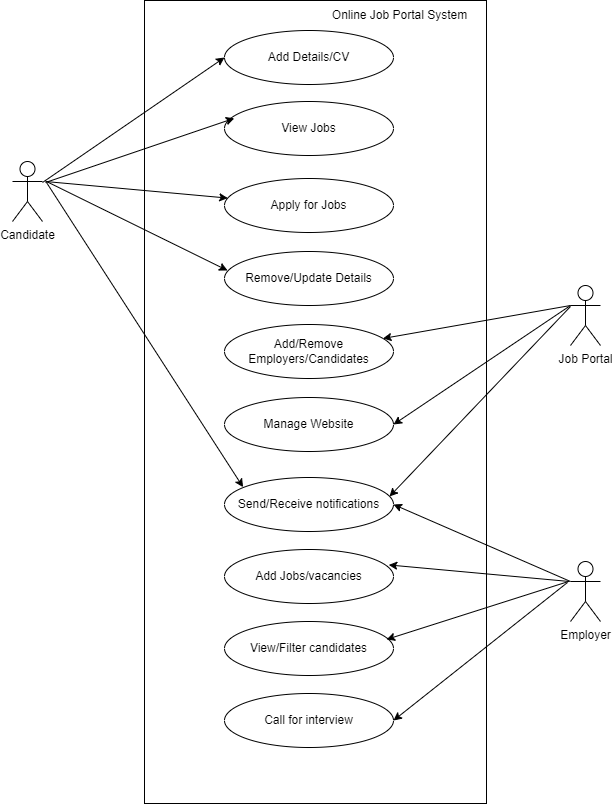 Online Job Portal System
Add Details/CV
View Jobs
Apply for Jobs
Candidate
Remove/Update Details
Add/Remove
Employers/Candidates
Job Portal
Manage Website
Send/Receive notifications
Add Jobs/vacancies
Employer
View/Filter candidates
Call for interview